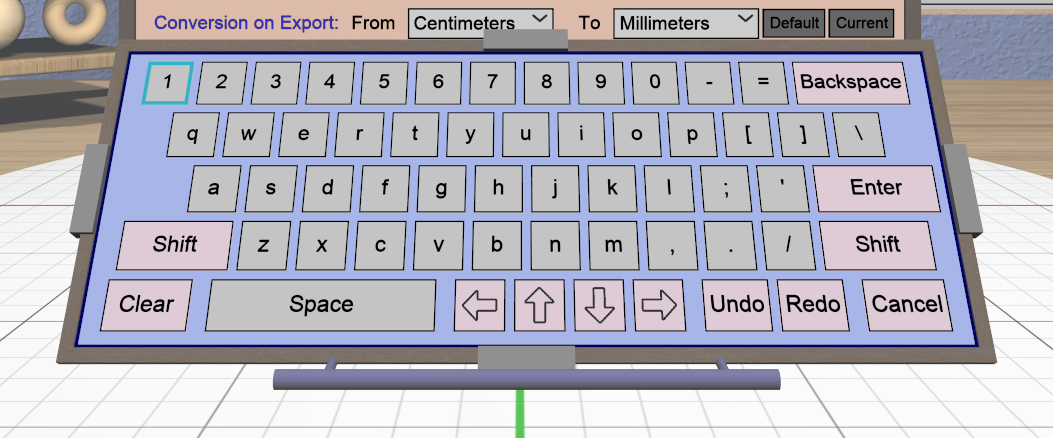 Conversion on Export: From Centimeters To Millimeters Default Current
1 2 3 4 5 6 7 8 9 0 - = Backspace
q w e r t y u i o p [ ] \
a s d f g h j k l ; ' Enter
Shift z x c v b n m , . / Shift
Clear Space Undo Redo Cancel